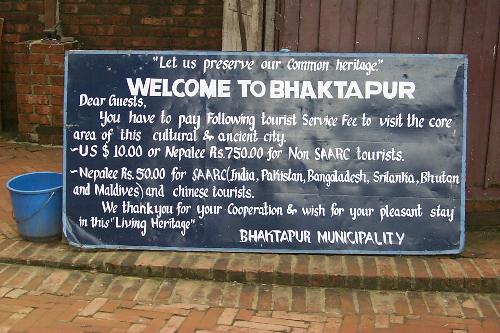 "Let us preserve our Common heritage."
WELCOME TO BHAKTAPUR
Dear Guests,
You have to pay Following tourist Service Fee to visit the core
area of this cultural & ancient city.
~US $ 10.00 or Nepalee Rs.750.00 for Non SAARC tourists.
~Nepalee Rs.50.00 for SAARC(India, Pakistan, Bangladesh, Srilanka, Bhutan
and Maldives) and chinese tourists.
We thank you for your Cooperation & wish for your pleasant stay
in this "Living Heritage"
BHAKTAPUR MUNICIPALITY